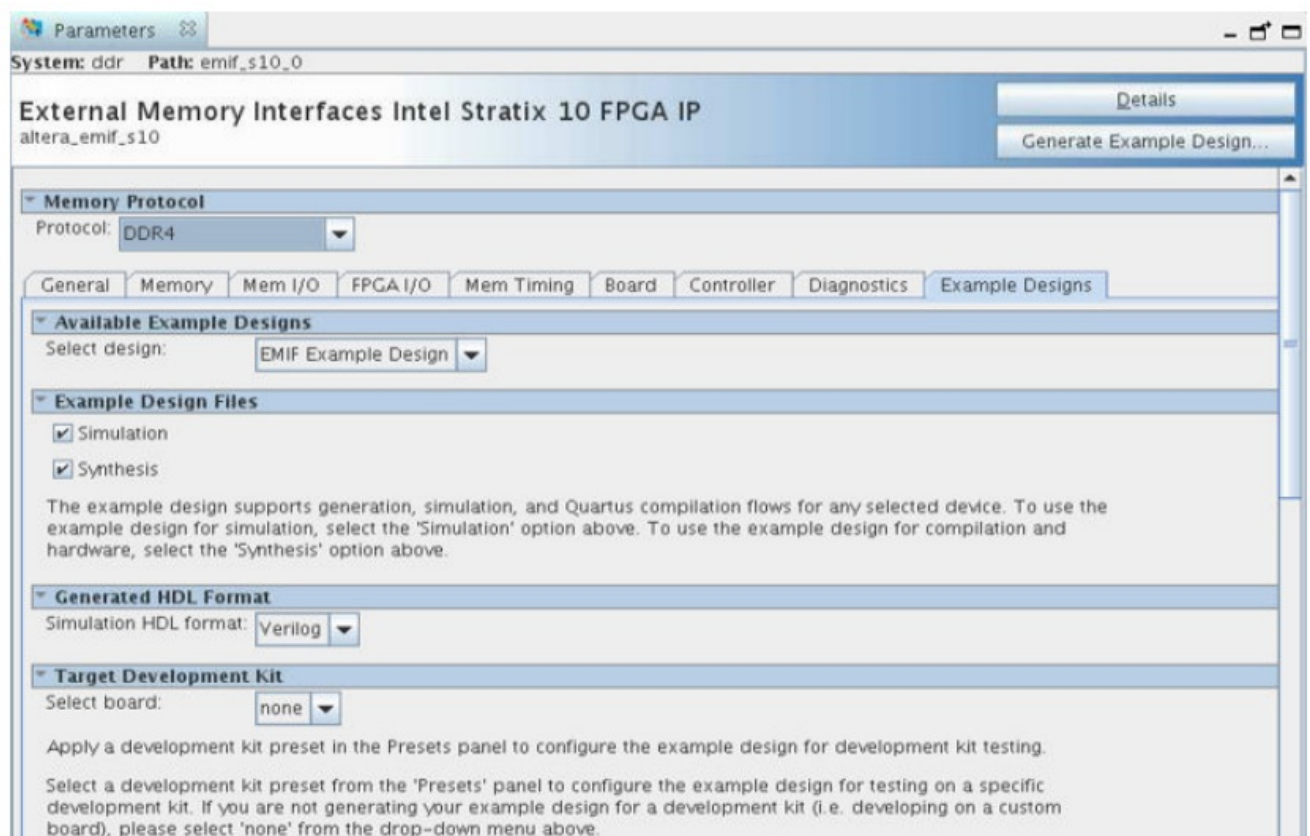 Parameters
System: ddr Path: emif_s10_0
External Memory Interfaces Intel Stratix 10 FPGA IP
altera_emif_s10
Details
Generate Example Design...
Memory Protocol
Protocol: DDR4
General Memory Mem I/O FPGA I/O Mem Timing Board Controller Diagnostics Example Designs
Available Example Designs
Select design: EMIF Example Design
Example Design Files
Simulation
Synthesis
The example design supports generation, simulation, and Quartus compilation flows for any selected device. To use the
example design for simulation, select the 'Simulation' option above. To use the example design for compilation and
hardware, select the 'Synthesis' option above.
Generated HDL Format
Simulation HDL format: Verilog
Target Development Kit
Select board: none
Apply a development kit preset in the Presets panel to configure the example design for development kit testing.
Select a development kit preset from the 'Presets' panel to configure the example design for testing on a specific
development kit. If you are not generating your example design for a development kit (i.e. developing on a custom
board), please select 'none' from the drop-down menu above.